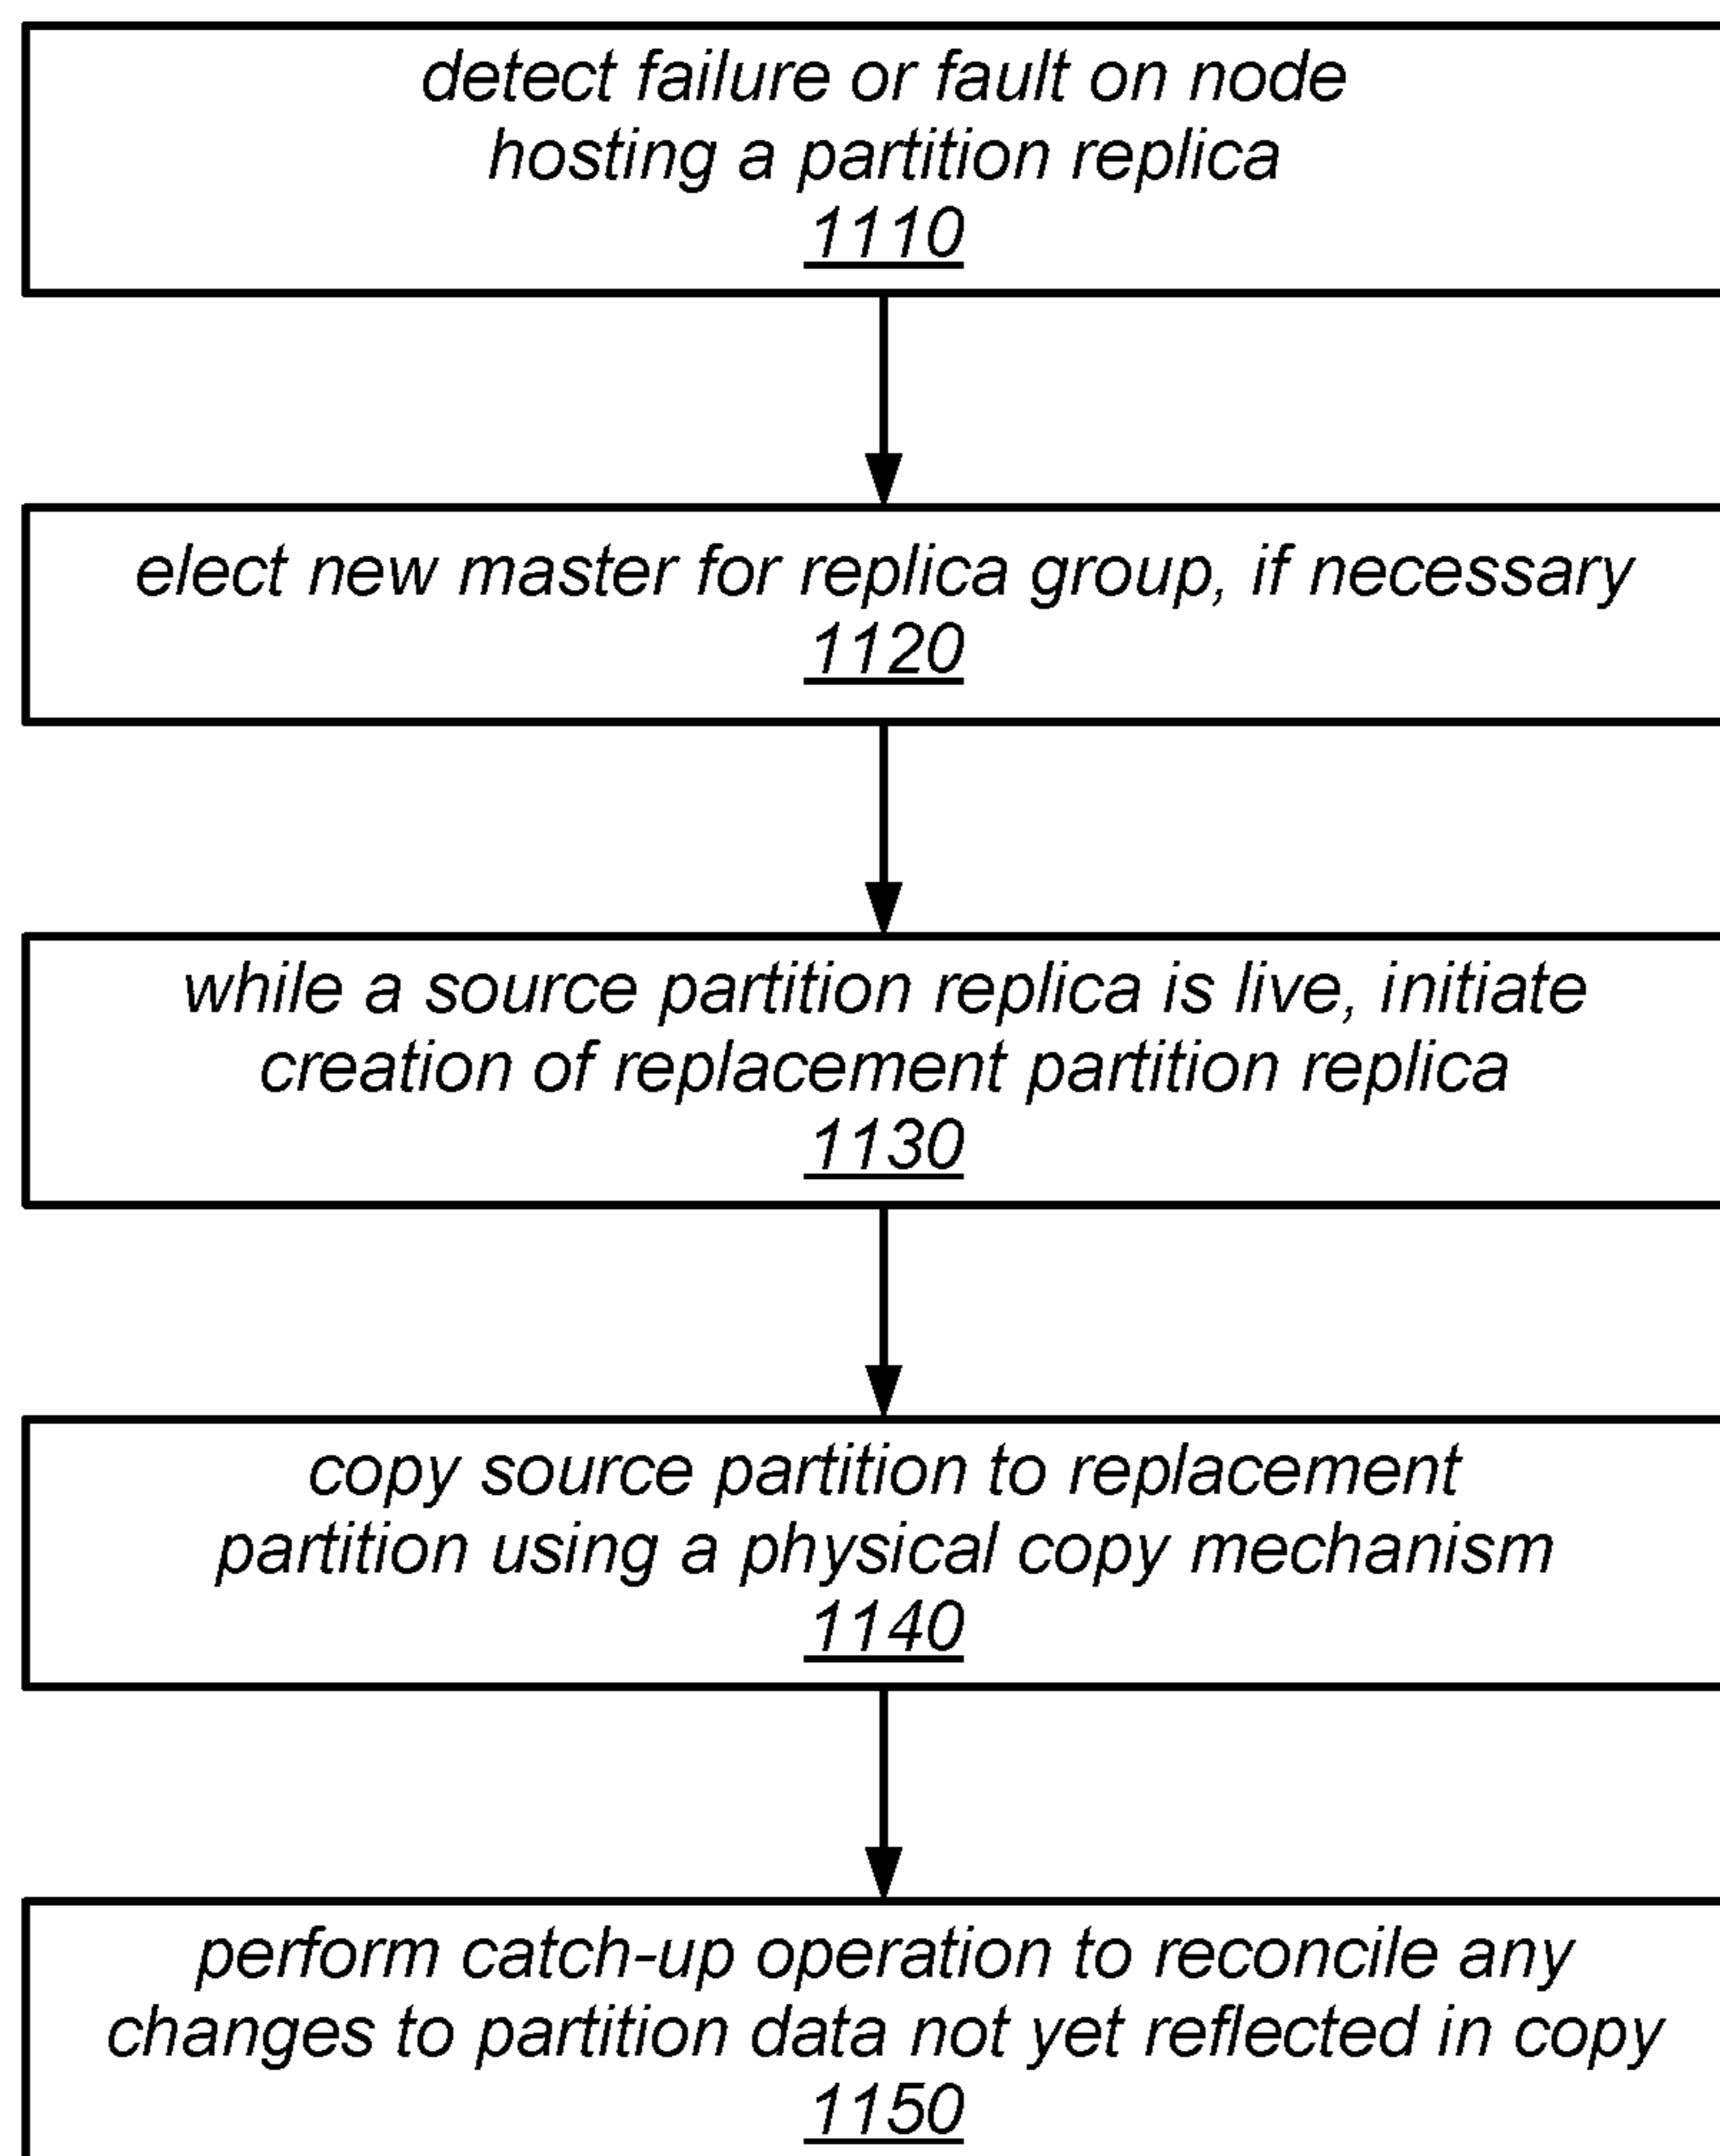 detect failure or fault on node
hosting a partition replica
1110
elect new master for replica group, if necessary
1120
while a source partition replica is live, initiate
creation of replacement partition replica
1130
copy source partition to replacement
partition using a physical copy mechanism
1140
perform catch-up operation to reconcile any
changes to partition data not yet reflected in copy
1150